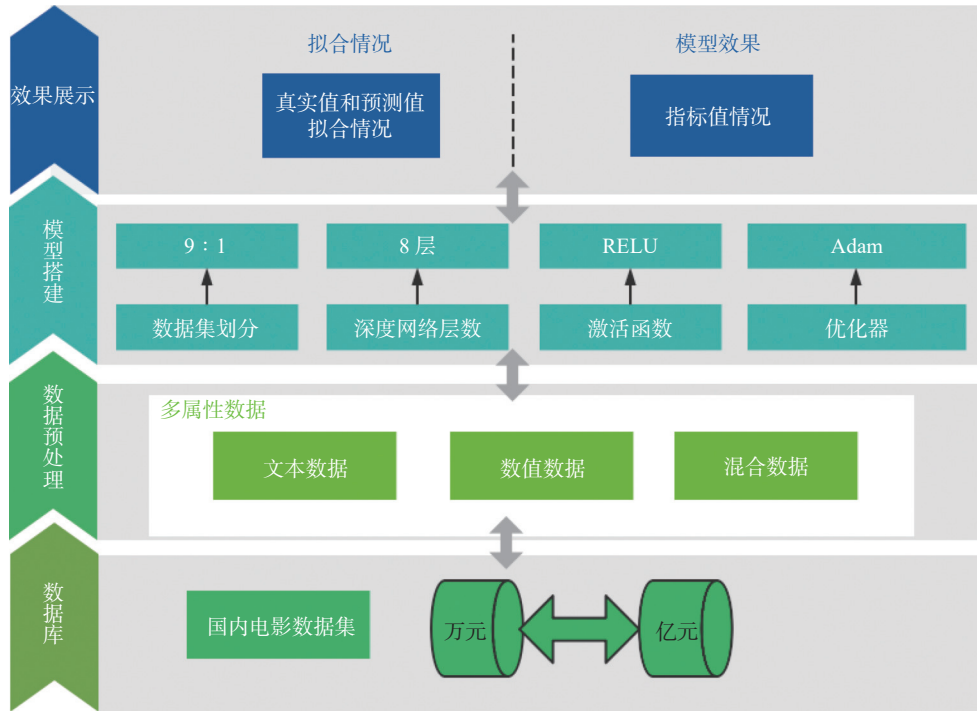 效果展示
拟合情况
模型效果
真实值和预测值
拟合情况
指标值情况
模型搭建
9∶1
8层
RELU
Adam
数据集划分
深度网络层数
激活函数
优化器
数据预处理
多属性数据
文本数据
数值数据
混合数据
数据库
国内电影数据集
万元
亿元